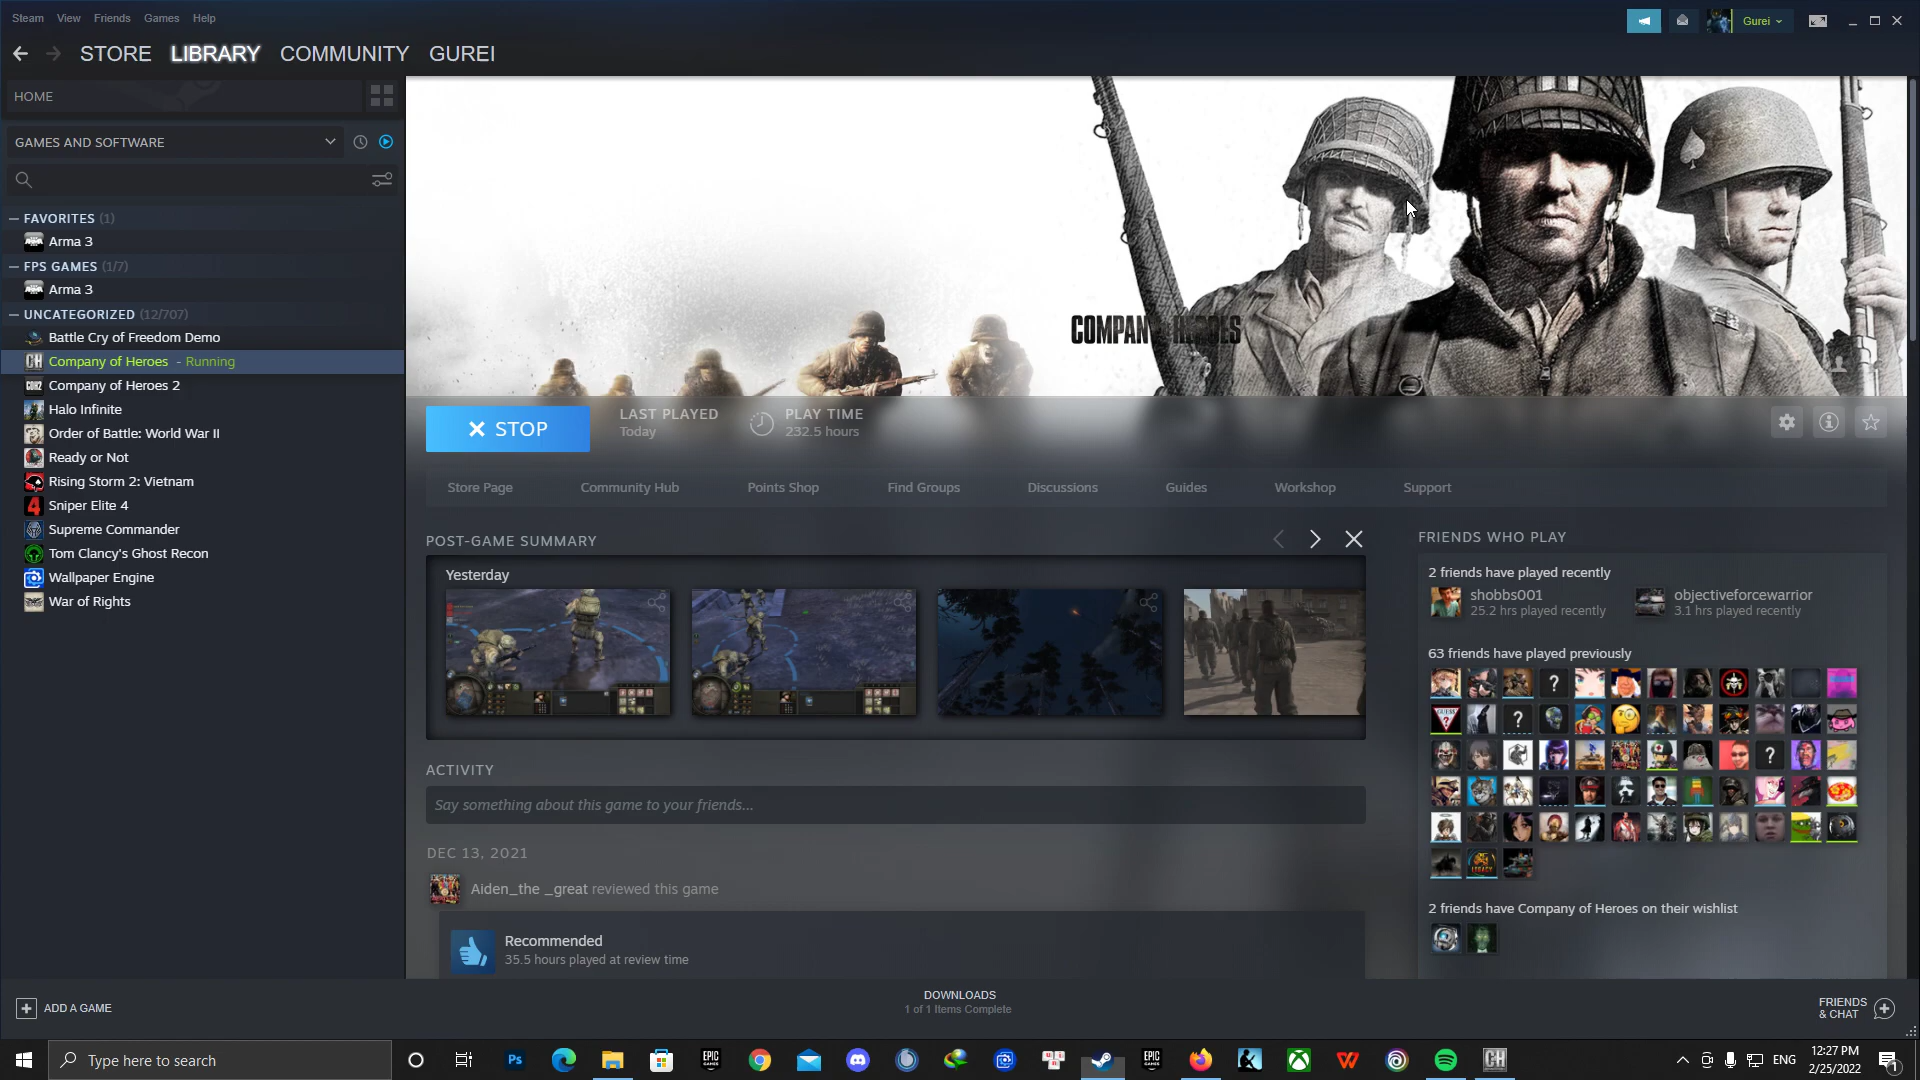 Steam View Friends Games Help
Gurei
STORE LIBRARY COMMUNITY GUREI
HOME
GAMES AND SOFTWARE
FAVORITES (1)
Arma 3
FPS GAMES (1/7)
Arma 3
UNCATEGORIZED (12/707)
Battle Cry of Freedom Demo
Company of Heroes - Running
Company of Heroes 2
Halo Infinite
Order of Battle: World War II
Ready or Not
Rising Storm 2: Vietnam
Sniper Elite 4
Supreme Commander
Tom Clancy's Ghost Recon
Wallpaper Engine
War of Rights
STOP
LAST PLAYED
Today
PLAY TIME
232.5 hours
Store Page Community Hub Points Shop Find Groups Discussions Guides Workshop Support
POST-GAME SUMMARY
Yesterday
ACTIVITY
Say something about this game to your friends...
DEC 13, 2021
Aiden_the _great reviewed this game
Recommended
35.5 hours played at review time
FRIENDS WHO PLAY
2 friends have played recently
shobbs001
25.2 hrs played recently
objectiveforcewarrior
3.1 hrs played recently
63 friends have played previously
2 friends have Company of Heroes on their wishlist
ADD A GAME
DOWNLOADS
1 of 1 Items Complete
FRIENDS
& CHAT
Type here to search
Ps
EPIC GAMES
EPIC GAMES
ENG
12:27 PM
2/25/2022
1